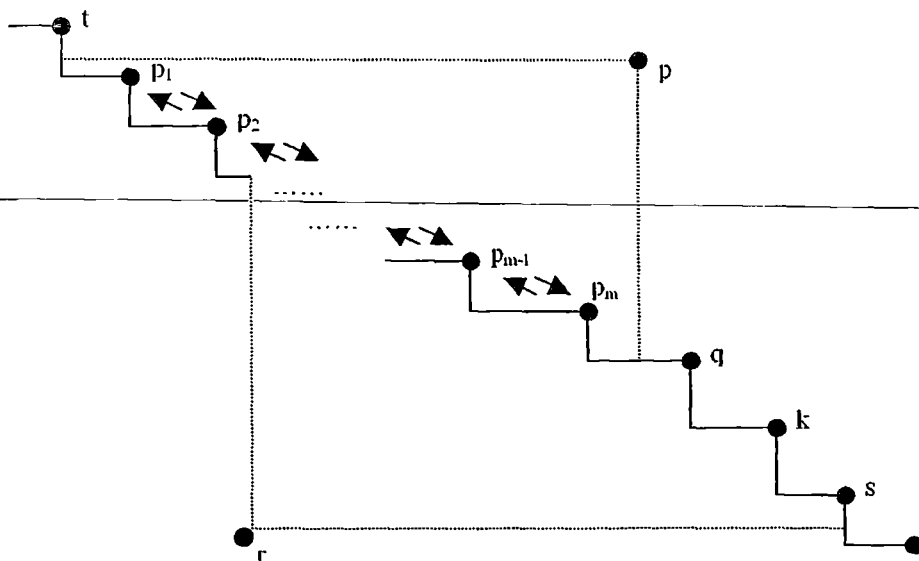 t
p
p₁
p₂
......
......
pₘ₋₁
pₘ
q
k
s
r